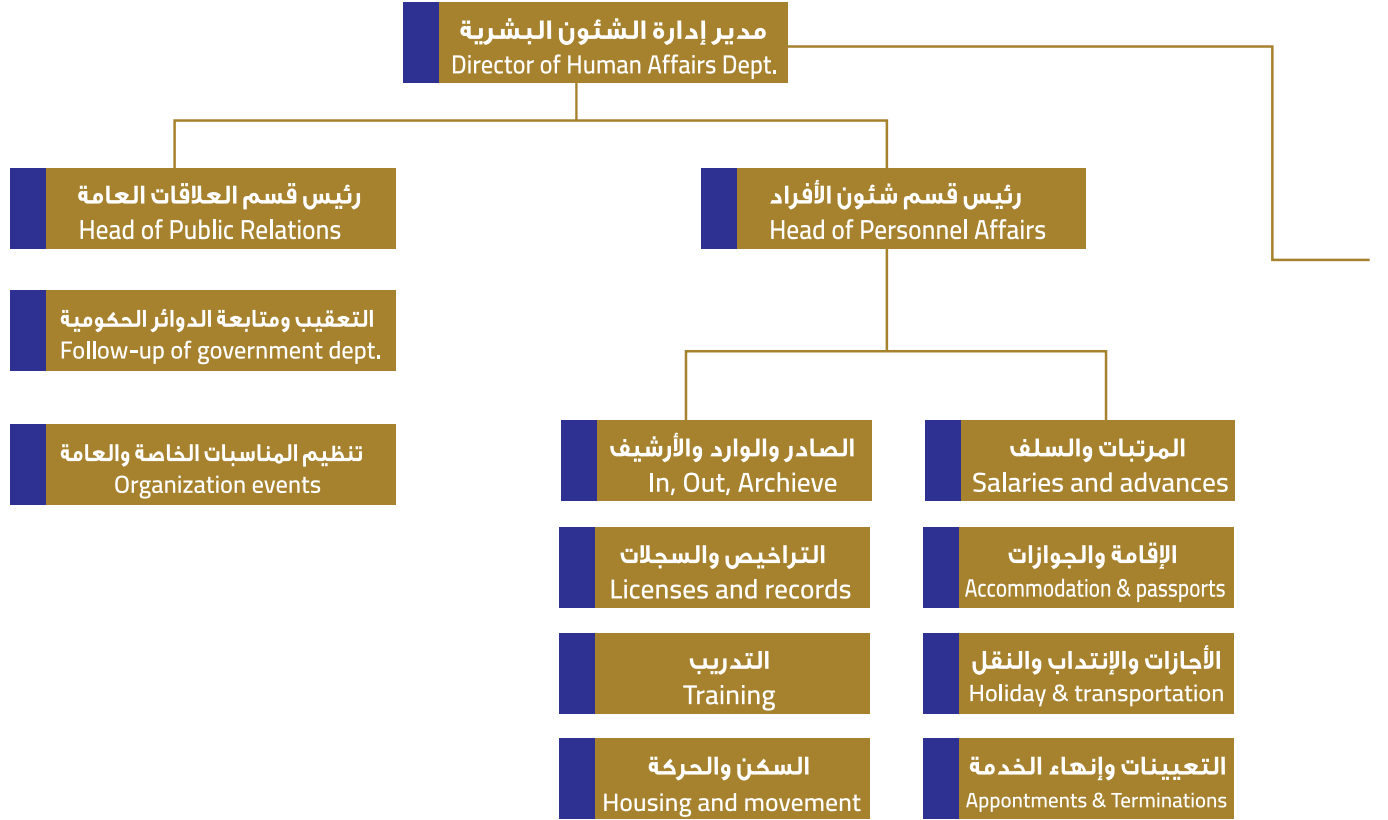 مدير إدارة الشئون البشرية
Director of Human Affairs Dept.
رئيس قسم العلاقات العامة
Head of Public Relations
رئيس قسم شئون الأفراد
Head of Personnel Affairs
التعقيب ومتابعة الدوائر الحكومية
Follow-up of government dept.
تنظيم المناسبات الخاصة والعامة
Organization events
الصادر والوارد والأرشيف
In, Out, Archieve
المرتبات والسلف
Salaries and advances
التراخيص والسجلات
Licenses and records
الإقامة والجوازات
Accommodation & passports
التدريب
Training
الأجازات والإنتداب والنقل
Holiday & transportation
السكن والحركة
Housing and movement
التعيينات وإنهاء الخدمة
Appontments & Terminations